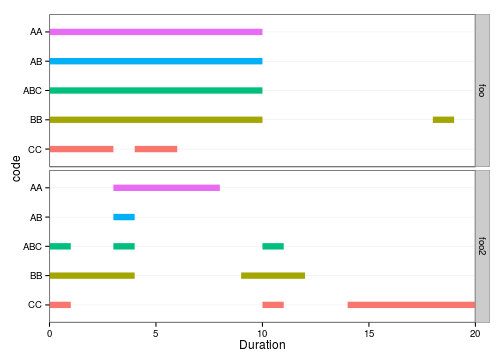 AA
AB
ABC
BB
CC
foo
AA
AB
ABC
BB
CC
foo2
code
0 5 10 15 20
Duration